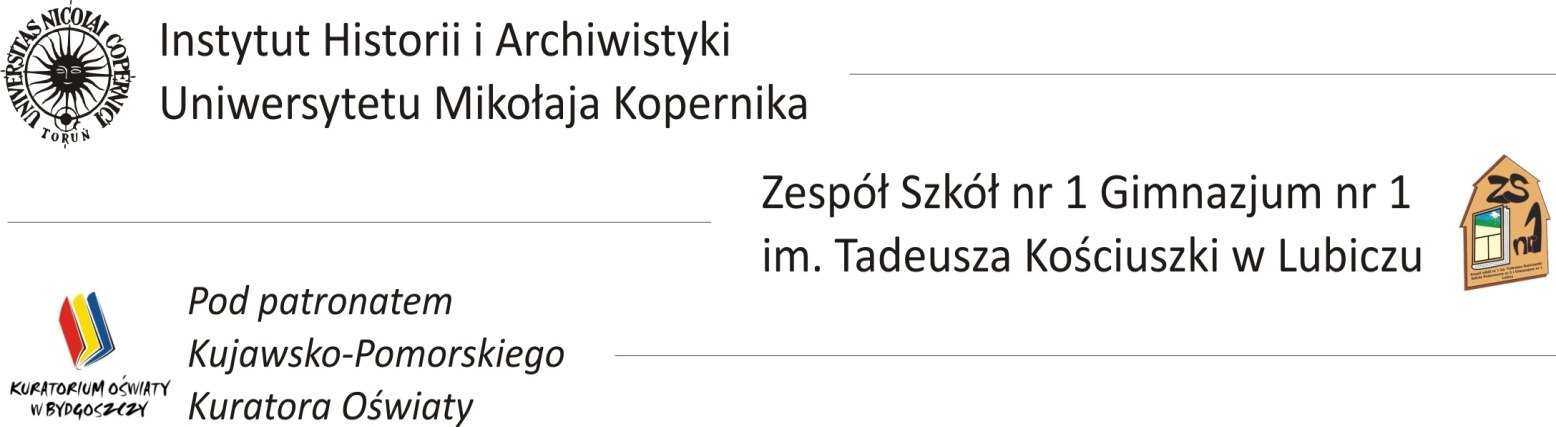 UNIVERSITAS NICOLAI COPERNICI
TORUŃ
Instytut Historii i Archiwistyki
Uniwersytetu Mikołaja Kopernika
Zespół Szkół nr 1 Gimnazjum nr 1
im. Tadeusza Kościuszki w Lubiczu
ZS
nr 1
Pod patronatem
Kujawsko-Pomorskiego
Kuratora Oświaty
KURATORIUM OŚWIATY
W BYDGOSZCZY